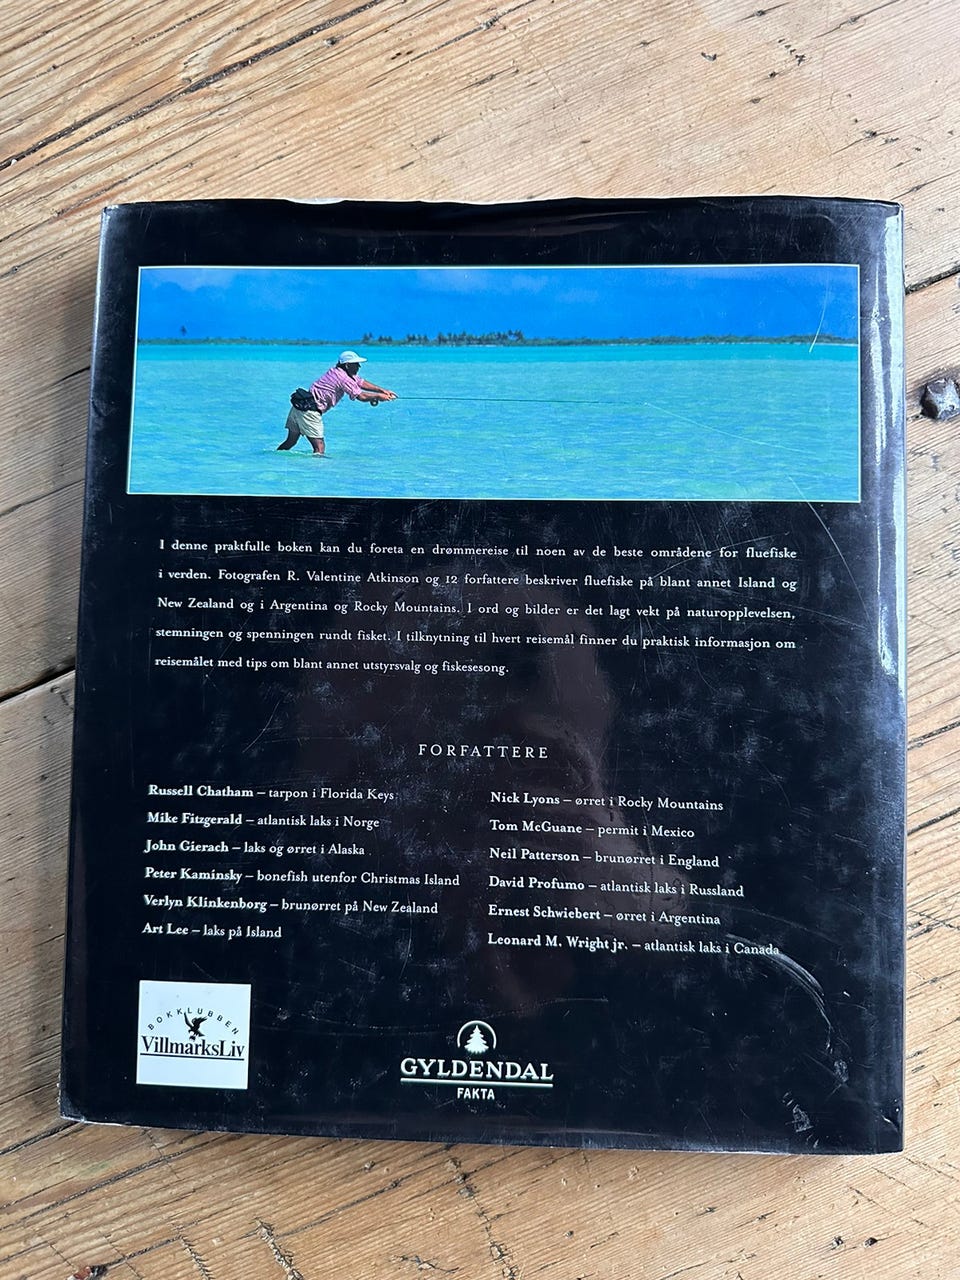 I denne praktfulle boken kan du foreta en drømmereise til noen av de beste områdene for fluefiske
i verden. Fotografen R. Valentine Atkinson og 12 forfattere beskriver fluefiske på blant annet Island og
New Zealand og i Argentina og Rocky Mountains. I ord og bilder er det lagt vekt på naturopplevelsen,
stemningen og spenningen rundt fisket. I tilknytning til hvert reisemål finner du praktisk informasjon om
reisemålet med tips om blant annet utstyrsvalg og fiskesesong.
FORFATTERE
Russell Chatham – tarpon i Florida Keys
Mike Fitzgerald – atlantisk laks i Norge
John Gierach – laks og ørret i Alaska
Peter Kaminsky – bonefish utenfor Christmas Island
Verlyn Klinkenborg – brunørret på New Zealand
Art Lee – laks på Island
Nick Lyons – ørret i Rocky Mountains
Tom McGuane – permit i Mexico
Neil Patterson – brunørret i England
David Profumo – atlantisk laks i Russland
Ernest Schwiebert – ørret i Argentina
Leonard M. Wright jr. – atlantisk laks i Canada
BOKKLUBBEN
VillmarksLiv
GYLDENDAL
FAKTA